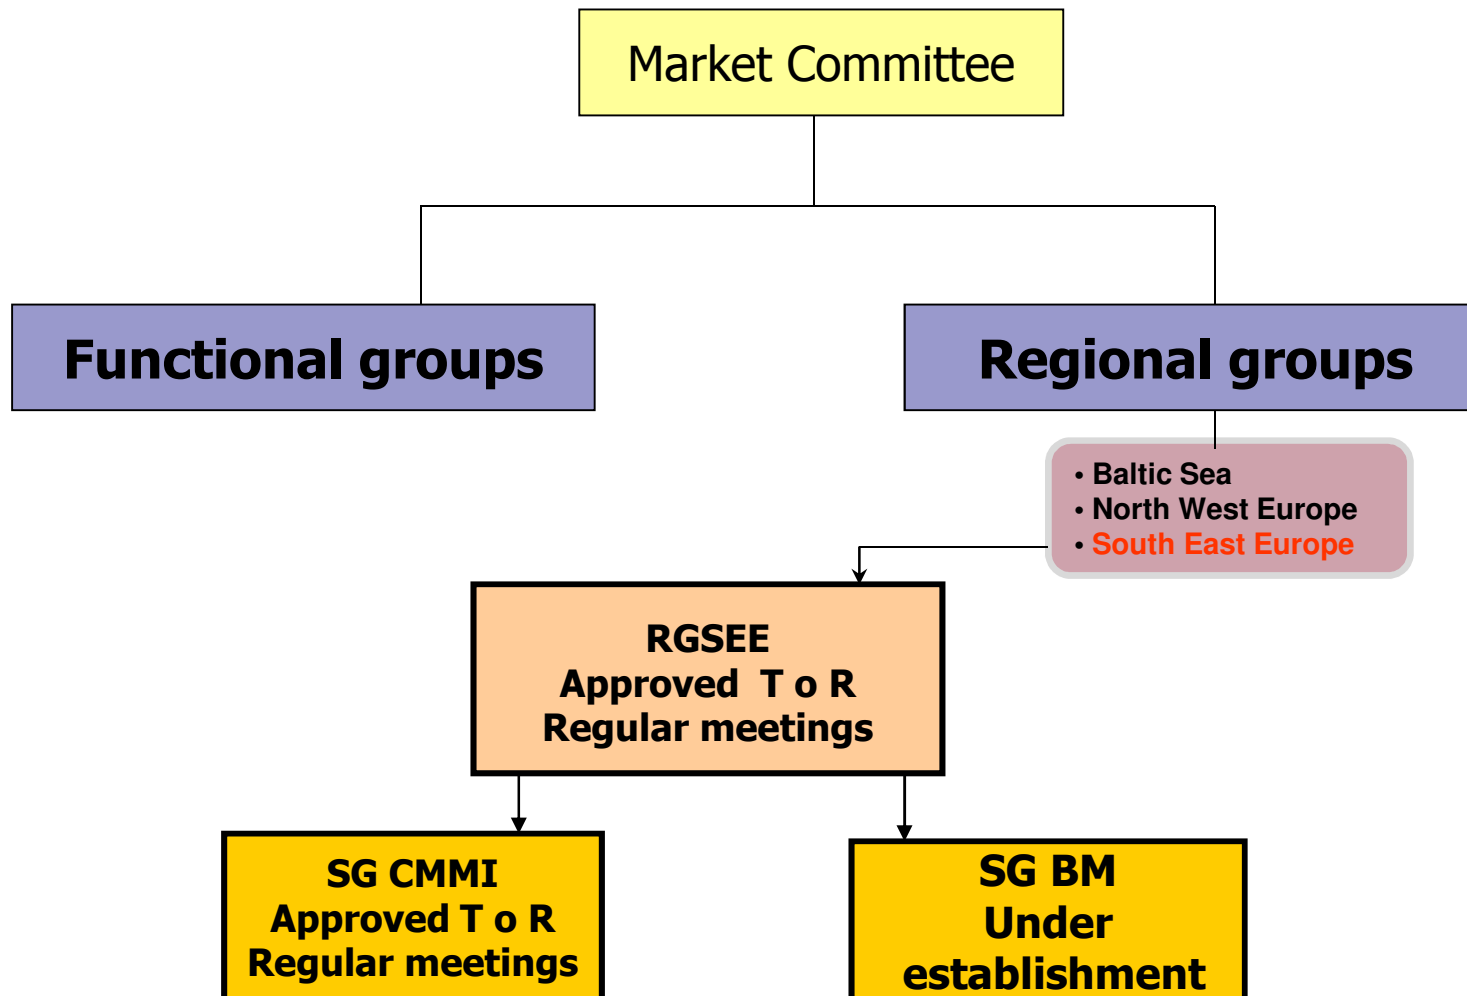 Market Committee
Functional groups
Regional groups
• Baltic Sea
• North West Europe
• South East Europe
RGSEE
Approved T o R
Regular meetings
SG CMMI
Approved T o R
Regular meetings
SG BM
Under
establishment